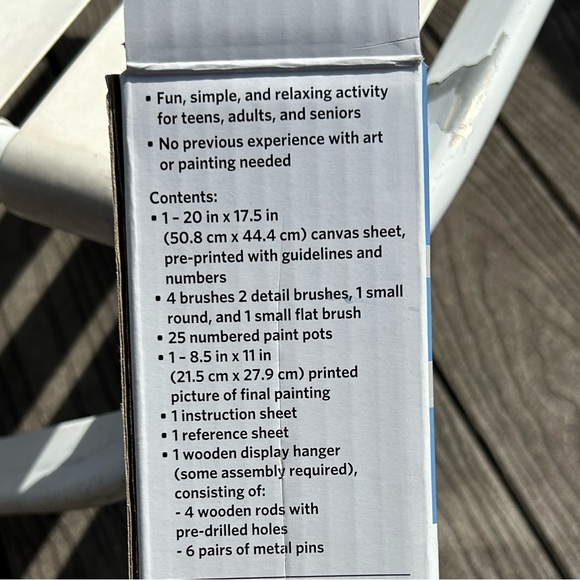 • Fun, simple, and relaxing activity
for teens, adults, and seniors
• No previous experience with art
or painting needed
Contents:
• 1 – 20 in x 17.5 in
(50.8 cm x 44.4 cm) canvas sheet,
pre-printed with guidelines and
numbers
• 4 brushes 2 detail brushes, 1 small
round, and 1 small flat brush
• 25 numbered paint pots
• 1 – 8.5 in x 11 in
(21.5 cm x 27.9 cm) printed
picture of final painting
• 1 instruction sheet
• 1 reference sheet
• 1 wooden display hanger
(some assembly required),
consisting of:
- 4 wooden rods with
pre-drilled holes
- 6 pairs of metal pins